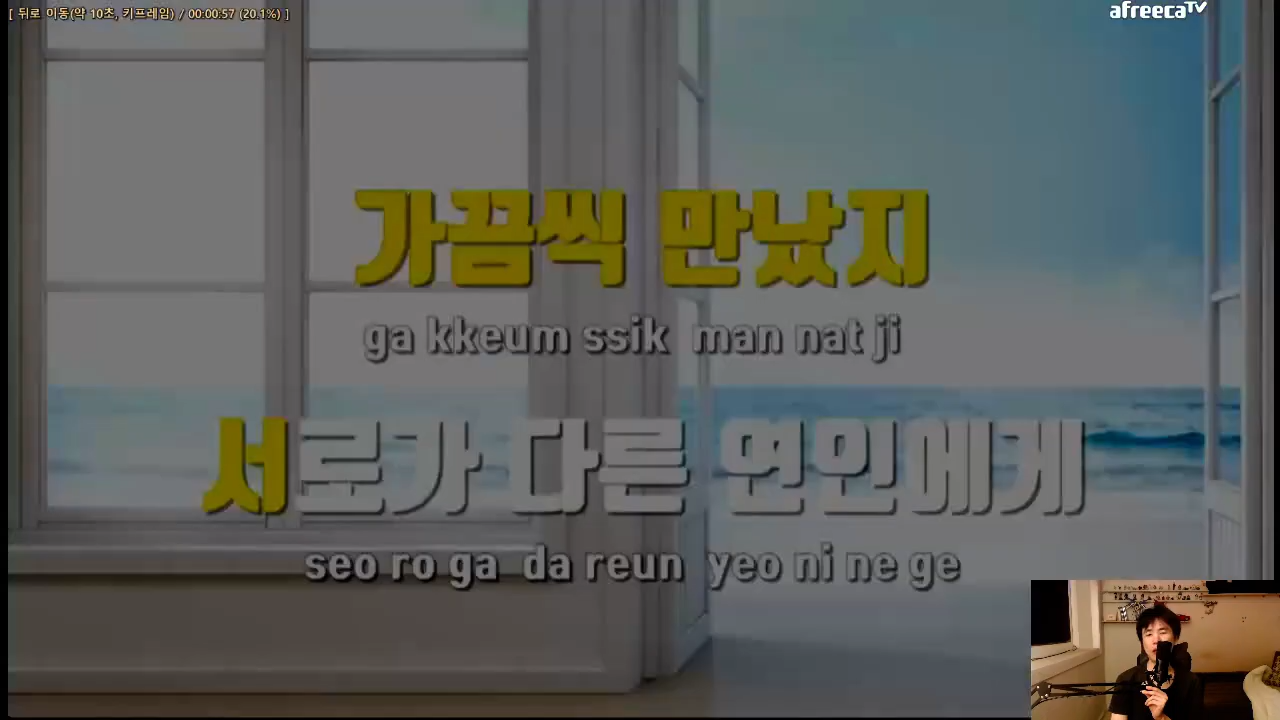 [ 뒤로 이동(약 10초, 키프레임) / 00:00:57 (20.1%) ]
afreecaTV
가끔씩 만났지
ga kkeum ssik man nat ji
서로가 다른 연인에게
seo ro ga da reun yeo ni ne ge